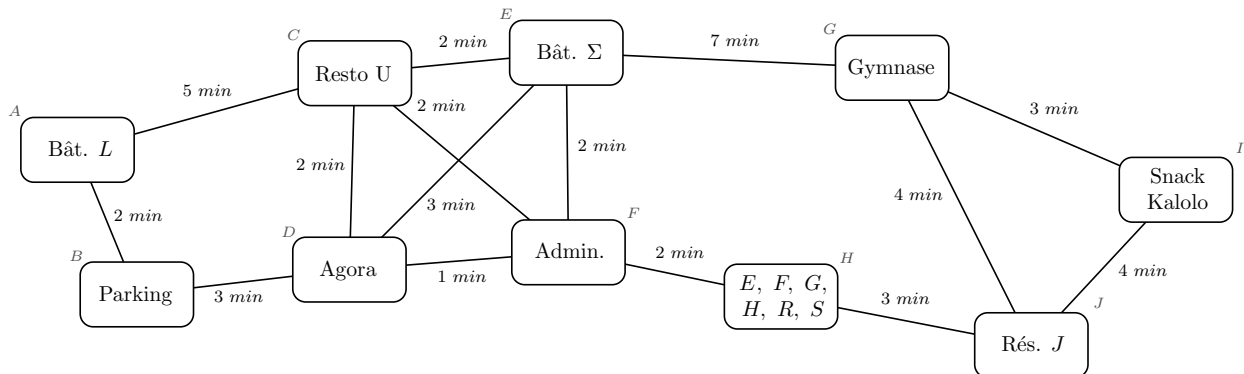 E
C
Bât. Σ
2 min
7 min
G
Gymnase
Resto U
5 min
2 min
3 min
A
Bât. L
2 min
I
Snack
Kalolo
2 min
4 min
3 min
2 min
F
D
Admin.
B
Agora
1 min
2 min
H
4 min
Parking
3 min
E, F, G,
H, R, S
3 min
J
Rés. J